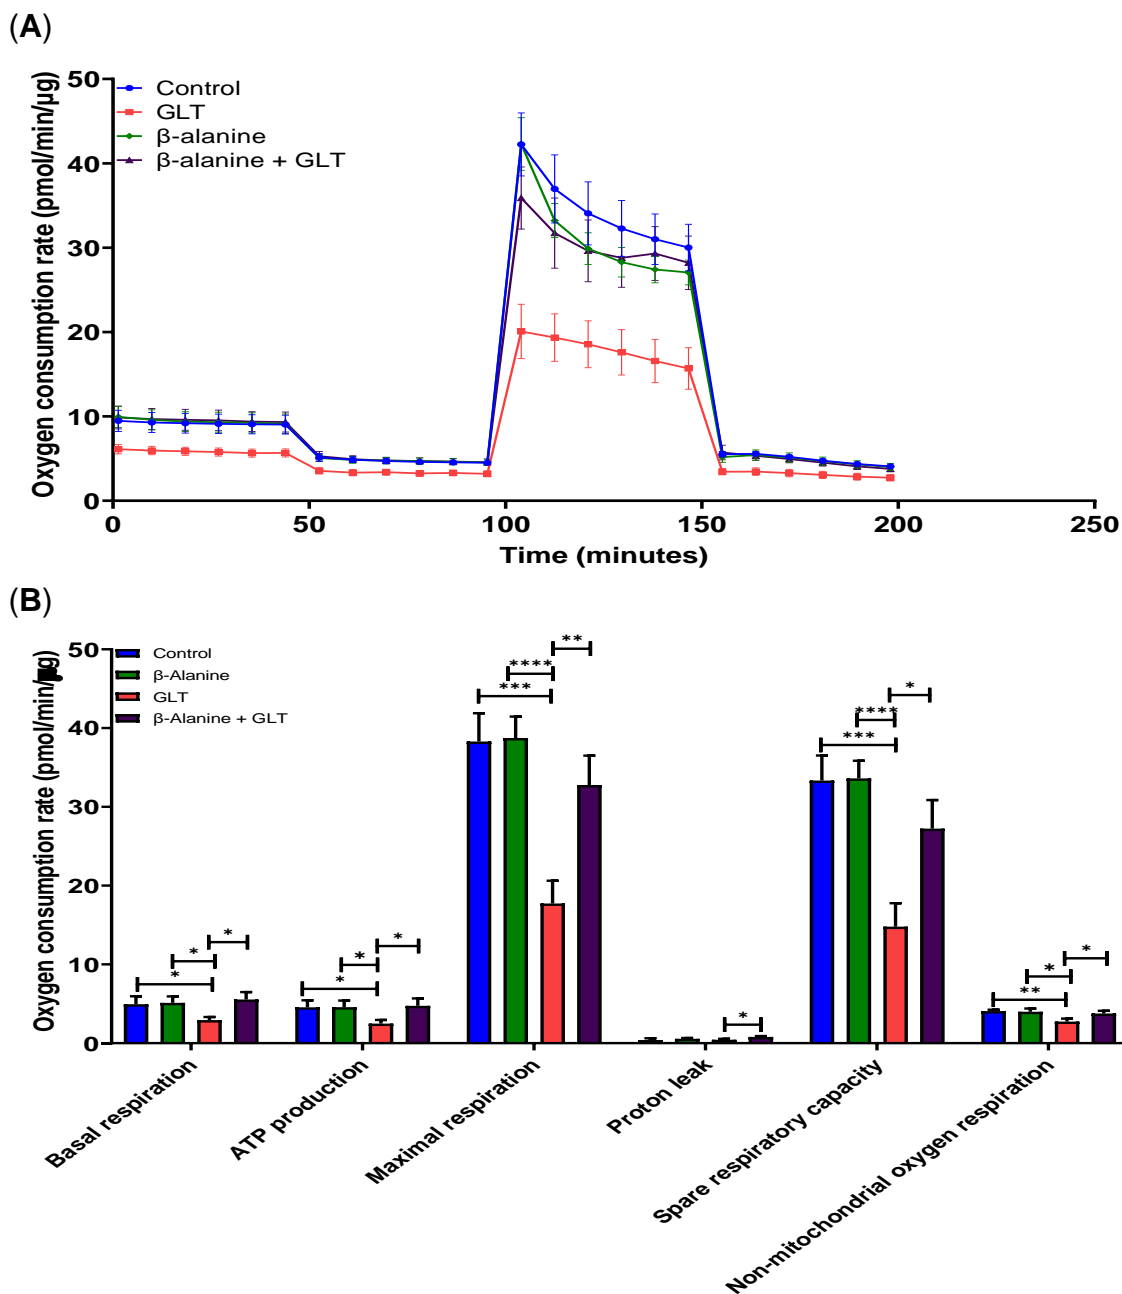 (A)
Oxygen consumption rate (pmol/min/µg)
50
40
30
20
10
0
Control
GLT
β-alanine
β-alanine + GLT
0 50 100 150 200 250
Time (minutes)
(B)
Oxygen consumption rate (pmol/min/µg)
50
40
30
20
10
0
Control
β-Alanine
GLT
β-Alanine + GLT
**
****
***
*
****
***
*
*
*
*
*
*
*
*
*
**
Basal respiration
ATP production
Maximal respiration
Proton leak
Spare respiratory capacity
Non-mitochondrial oxygen respiration